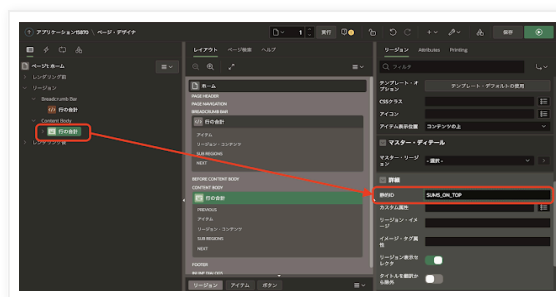 アプリケーション15870 \ ページ・デザイナ
1
実行
保存
ページ1: ホーム
レンダリング前
リージョン
Breadcrumb Bar
行の合計
Content Body
行の合計
レンダリング後
レイアウト ページ検索 ヘルプ
ホーム
PAGE HEADER
PAGE NAVIGATION
BREADCRUMB BAR
行の合計
アイテム
リージョン・コンテンツ
SUB REGIONS
NEXT
BEFORE CONTENT BODY
CONTENT BODY
行の合計
PREVIOUS
アイテム
リージョン・コンテンツ
SUB REGIONS
NEXT
FOOTER
リージョン アイテム ボタン
リージョン Attributes Printing
フィルタ
テンプレート・オプション
テンプレート・デフォルトの使用
CSSクラス
アイコン
アイテム表示位置 コンテンツの上
マスター・ディテール
マスター・リージョン
- 選択 -
詳細
静的ID SUMS_ON_TOP
カスタム属性
リージョン・イメージ
イメージ・タグ属性
リージョン表示セレクタ
タイトルを翻訳から除外